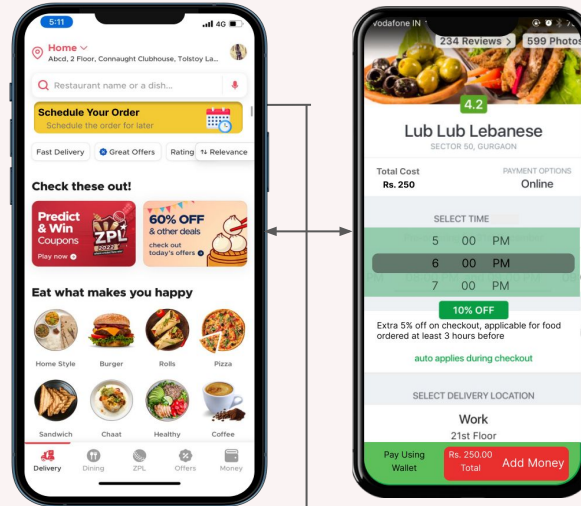 5:11
4G
Home
Abcd, 2 Floor, Connaught Clubhouse, Tolstoy La...
Restaurant name or a dish...
Schedule Your Order
Schedule the order for later
Fast Delivery
Great Offers
Rating
Relevance
Check these out!
Predict
& Win
Coupons
Play now
ZPL
2022
60% OFF
& other deals
check out
today's offers
Eat what makes you happy
Home Style
Burger
Rolls
Pizza
Sandwich
Chaat
Healthy
Coffee
Delivery
Dining
ZPL
Offers
Money
Vodafone IN
234 Reviews >
599 Photos
4.2
Lub Lub Lebanese
SECTOR 50, GURGAON
Total Cost
Rs. 250
PAYMENT OPTIONS
Online
SELECT TIME
5 00 PM
6 00 PM
7 00 PM
10% OFF
Extra 5% off on checkout, applicable for food
ordered at least 3 hours before
auto applies during checkout
SELECT DELIVERY LOCATION
Work
21st Floor
Pay Using
Wallet
Rs. 250.00
Total
Add Money